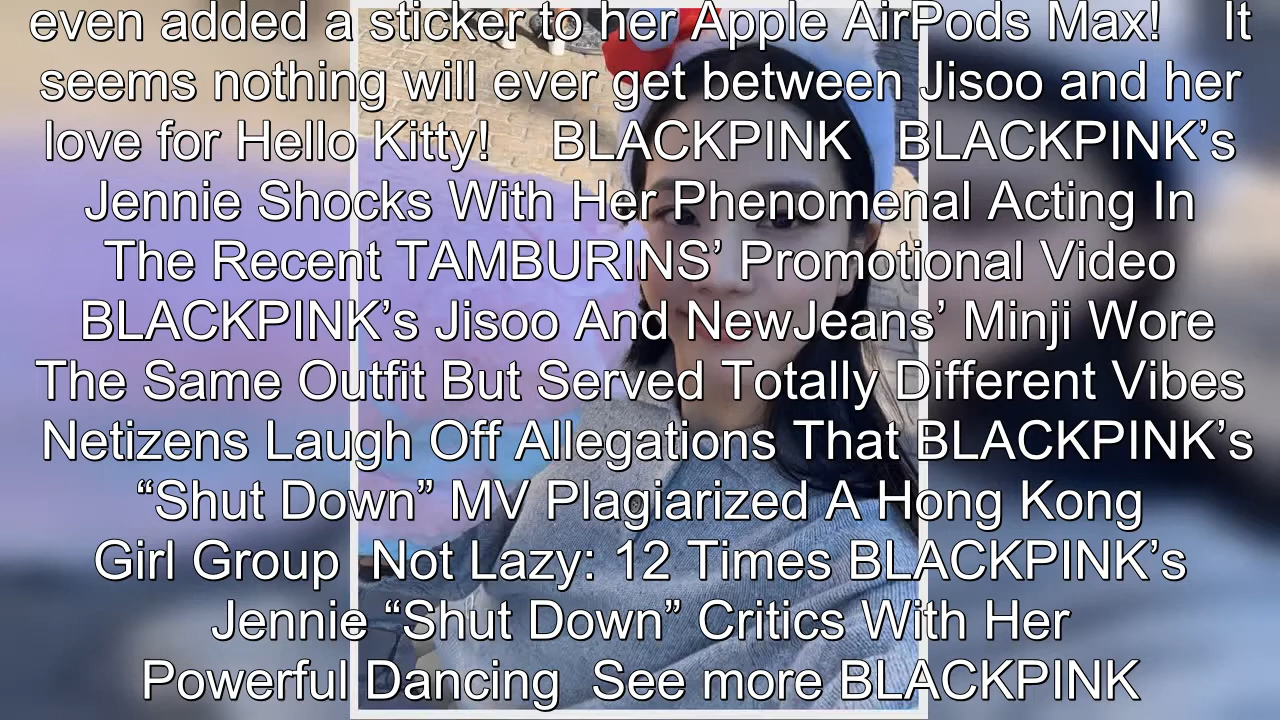 even added a sticker to her Apple AirPods Max! It
seems nothing will ever get between Jisoo and her
love for Hello Kitty! BLACKPINK BLACKPINK’s
Jennie Shocks With Her Phenomenal Acting In
The Recent TAMBURINS’ Promotional Video
BLACKPINK’s Jisoo And NewJeans’ Minji Wore
The Same Outfit But Served Totally Different Vibes
Netizens Laugh Off Allegations That BLACKPINK’s
“Shut Down” MV Plagiarized A Hong Kong
Girl Group Not Lazy: 12 Times BLACKPINK’s
Jennie “Shut Down” Critics With Her
Powerful Dancing See more BLACKPINK